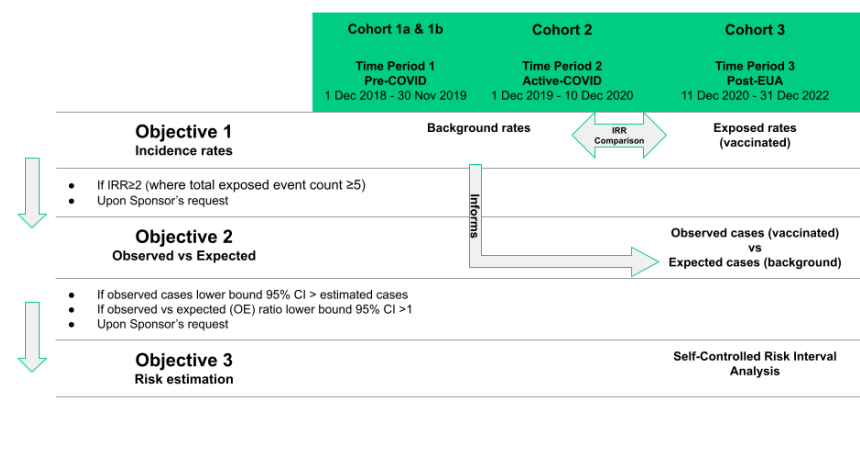 Cohort 1a & 1b
Cohort 2
Cohort 3
Time Period 1
Pre-COVID
1 Dec 2018 - 30 Nov 2019
Time Period 2
Active-COVID
1 Dec 2019 - 10 Dec 2020
Time Period 3
Post-EUA
11 Dec 2020 - 31 Dec 2022
Objective 1
Incidence rates
Background rates
IRR
Comparison
Exposed rates
(vaccinated)
● If IRR≥2 (where total exposed event count ≥5)
● Upon Sponsor's request
Informs
Objective 2
Observed vs Expected
Observed cases (vaccinated)
vs
Expected cases (background)
● If observed cases lower bound 95% CI > estimated cases
● If observed vs expected (OE) ratio lower bound 95% CI >1
● Upon Sponsor's request
Objective 3
Risk estimation
Self-Controlled Risk Interval
Analysis